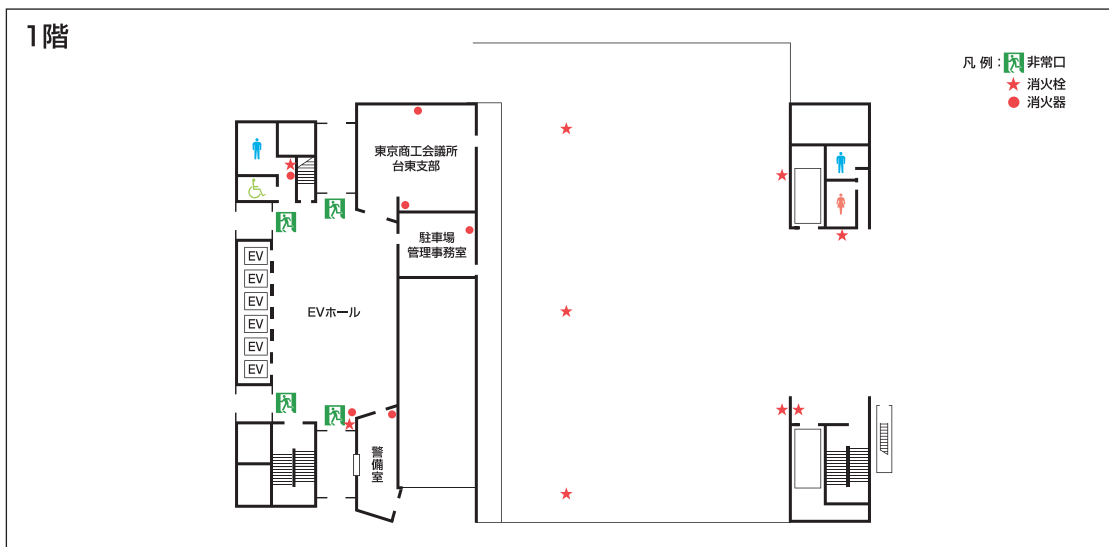 1階
凡 例 : 非常口
消火栓
消火器
東京商工会議所
台東支部
駐車場
管理事務室
EV
EV
EV
EV
EV
EV
EVホール
警備室